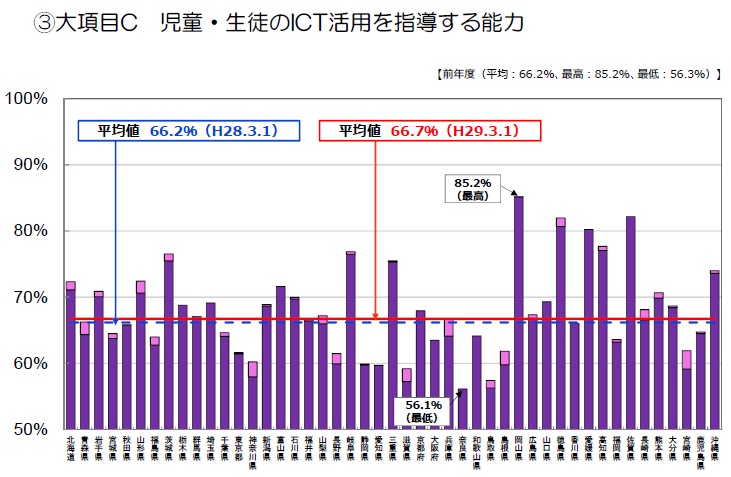 ③大項目C 児童・生徒のICT活用を指導する能力
【前年度（平均：66.2%、最高：85.2%、最低：56.3%）】
100%
平均値 66.2%（H28.3.1）
平均値 66.7%（H29.3.1）
90%
85.2%
（最高）
80%
70%
60%
56.1%
（最低）
50%
北海道
青森県
岩手県
宮城県
秋田県
山形県
福島県
茨城県
栃木県
群馬県
埼玉県
千葉県
東京都
神奈川県
新潟県
富山県
石川県
福井県
山梨県
長野県
岐阜県
静岡県
愛知県
三重県
滋賀県
京都府
大阪府
兵庫県
奈良県
和歌山県
鳥取県
島根県
岡山県
広島県
山口県
徳島県
香川県
愛媛県
高知県
福岡県
佐賀県
長崎県
熊本県
大分県
宮崎県
鹿児島県
沖縄県